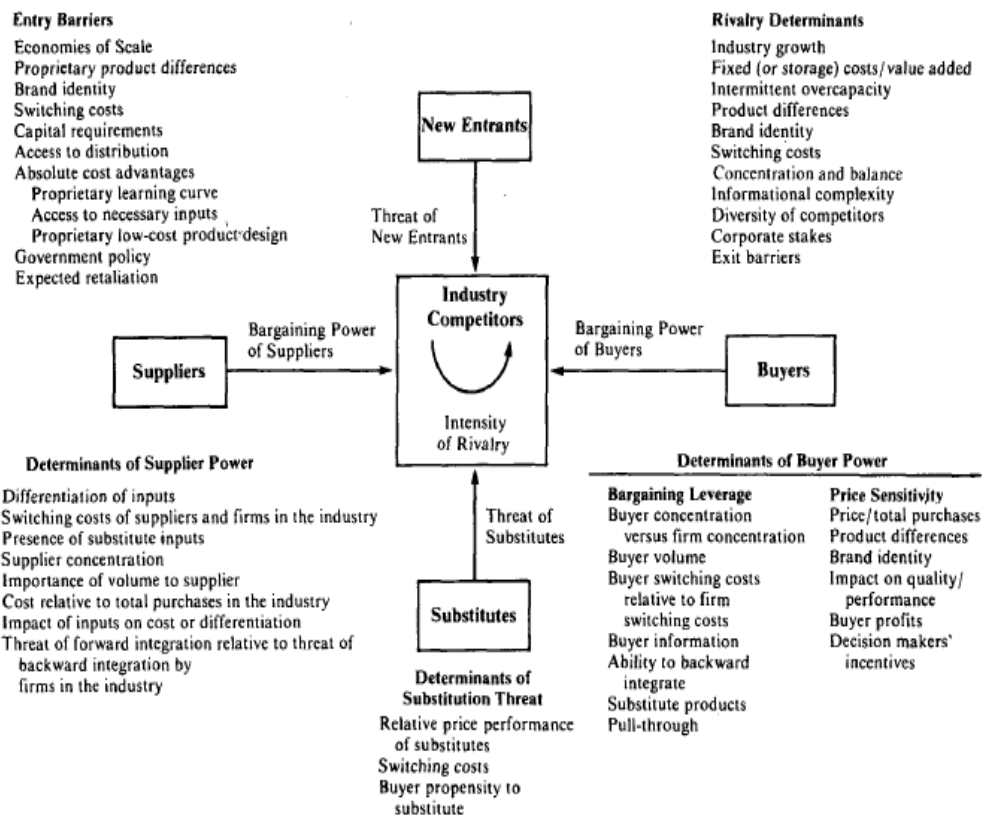 Entry Barriers
Economies of Scale
Proprietary product differences
Brand identity
Switching costs
Capital requirements
Access to distribution
Absolute cost advantages
Proprietary learning curve
Access to necessary inputs
Proprietary low-cost product design
Government policy
Expected retaliation
Rivalry Determinants
Industry growth
Fixed (or storage) costs/value added
Intermittent overcapacity
Product differences
Brand identity
Switching costs
Concentration and balance
Informational complexity
Diversity of competitors
Corporate stakes
Exit barriers
New Entrants
Threat of
New Entrants
Industry
Competitors
Intensity
of Rivalry
Suppliers
Bargaining Power
of Suppliers
Bargaining Power
of Buyers
Buyers
Determinants of Supplier Power
Differentiation of inputs
Switching costs of suppliers and firms in the industry
Presence of substitute inputs
Supplier concentration
Importance of volume to supplier
Cost relative to total purchases in the industry
Impact of inputs on cost or differentiation
Threat of forward integration relative to threat of
backward integration by
firms in the industry
Threat of
Substitutes
Substitutes
Determinants of
Substitution Threat
Relative price performance
of substitutes
Switching costs
Buyer propensity to
substitute
Determinants of Buyer Power
Bargaining Leverage
Buyer concentration
versus firm concentration
Buyer volume
Buyer switching costs
relative to firm
switching costs
Buyer information
Ability to backward
integrate
Substitute products
Pull-through
Price Sensitivity
Price/total purchases
Product differences
Brand identity
Impact on quality/
performance
Buyer profits
Decision makers'
incentives